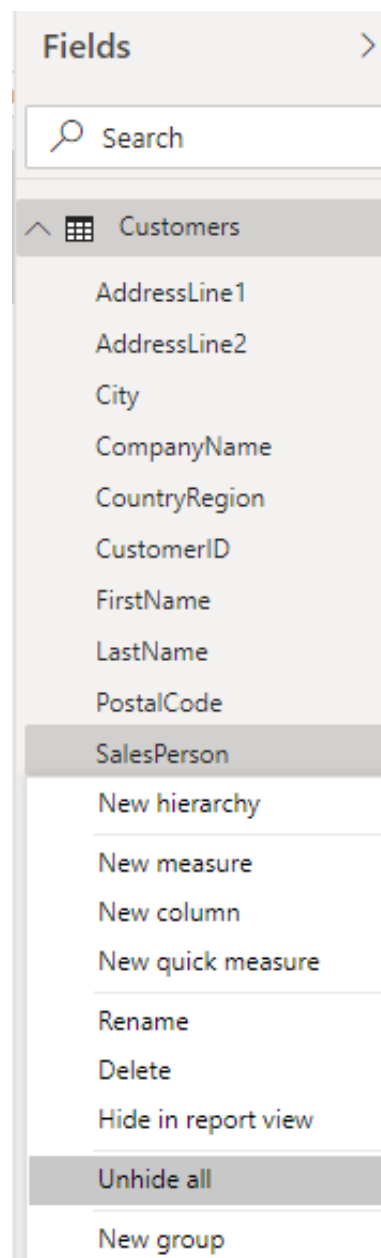 Fields
Search
Customers
AddressLine1
AddressLine2
City
CompanyName
CountryRegion
CustomerID
FirstName
LastName
PostalCode
SalesPerson
New hierarchy
New measure
New column
New quick measure
Rename
Delete
Hide in report view
Unhide all
New group